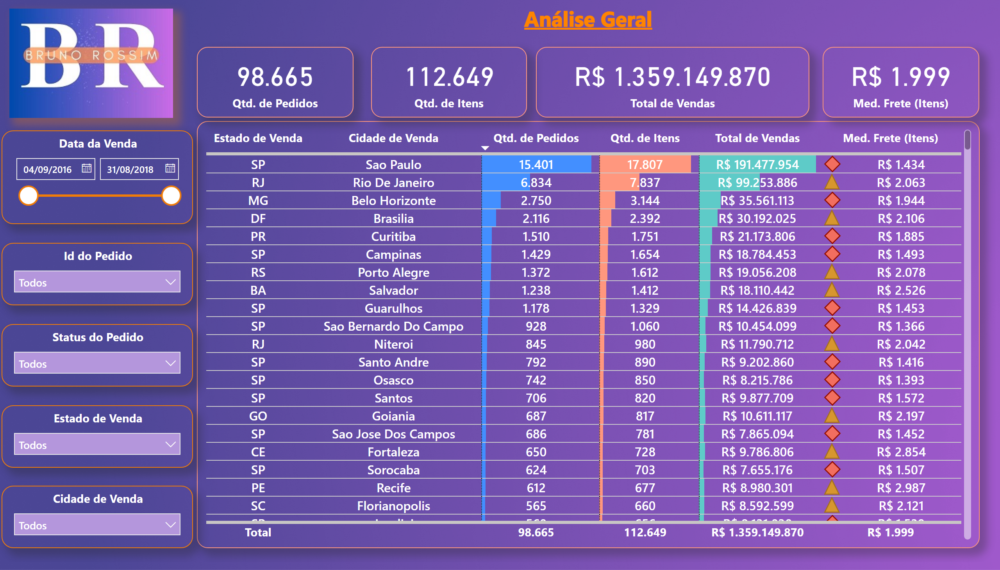 BR
BRUNO ROSSIM
Análise Geral
98.665
Qtd. de Pedidos
112.649
Qtd. de Itens
R$ 1.359.149.870
Total de Vendas
R$ 1.999
Med. Frete (Itens)
Data da Venda
04/09/2016 31/08/2018
Id do Pedido
Todos
Status do Pedido
Todos
Estado de Venda
Todos
Cidade de Venda
Todos
Estado de Venda Cidade de Venda Qtd. de Pedidos Qtd. de Itens Total de Vendas Med. Frete (Itens)
SP Sao Paulo 15.401 17.807 R$ 191.477.954 R$ 1.434
RJ Rio De Janeiro 6.834 7.837 R$ 99.253.886 R$ 2.063
MG Belo Horizonte 2.750 3.144 R$ 35.561.113 R$ 1.944
DF Brasilia 2.116 2.392 R$ 30.192.025 R$ 2.106
PR Curitiba 1.510 1.751 R$ 21.173.806 R$ 1.885
SP Campinas 1.429 1.654 R$ 18.784.453 R$ 1.493
RS Porto Alegre 1.372 1.612 R$ 19.056.208 R$ 2.078
BA Salvador 1.238 1.412 R$ 18.110.442 R$ 2.526
SP Guarulhos 1.178 1.329 R$ 14.426.839 R$ 1.453
SP Sao Bernardo Do Campo 928 1.060 R$ 10.454.099 R$ 1.366
RJ Niteroi 845 980 R$ 11.790.712 R$ 2.042
SP Santo Andre 792 890 R$ 9.202.860 R$ 1.416
SP Osasco 742 850 R$ 8.215.786 R$ 1.393
SP Santos 706 820 R$ 9.877.709 R$ 1.572
GO Goiania 687 817 R$ 10.611.117 R$ 2.197
SP Sao Jose Dos Campos 686 781 R$ 7.865.094 R$ 1.452
CE Fortaleza 650 728 R$ 9.786.806 R$ 2.854
SP Sorocaba 624 703 R$ 7.655.176 R$ 1.507
PE Recife 612 677 R$ 8.980.301 R$ 2.987
SC Florianopolis 565 660 R$ 8.592.599 R$ 2.121
Total 98.665 112.649 R$ 1.359.149.870 R$ 1.999